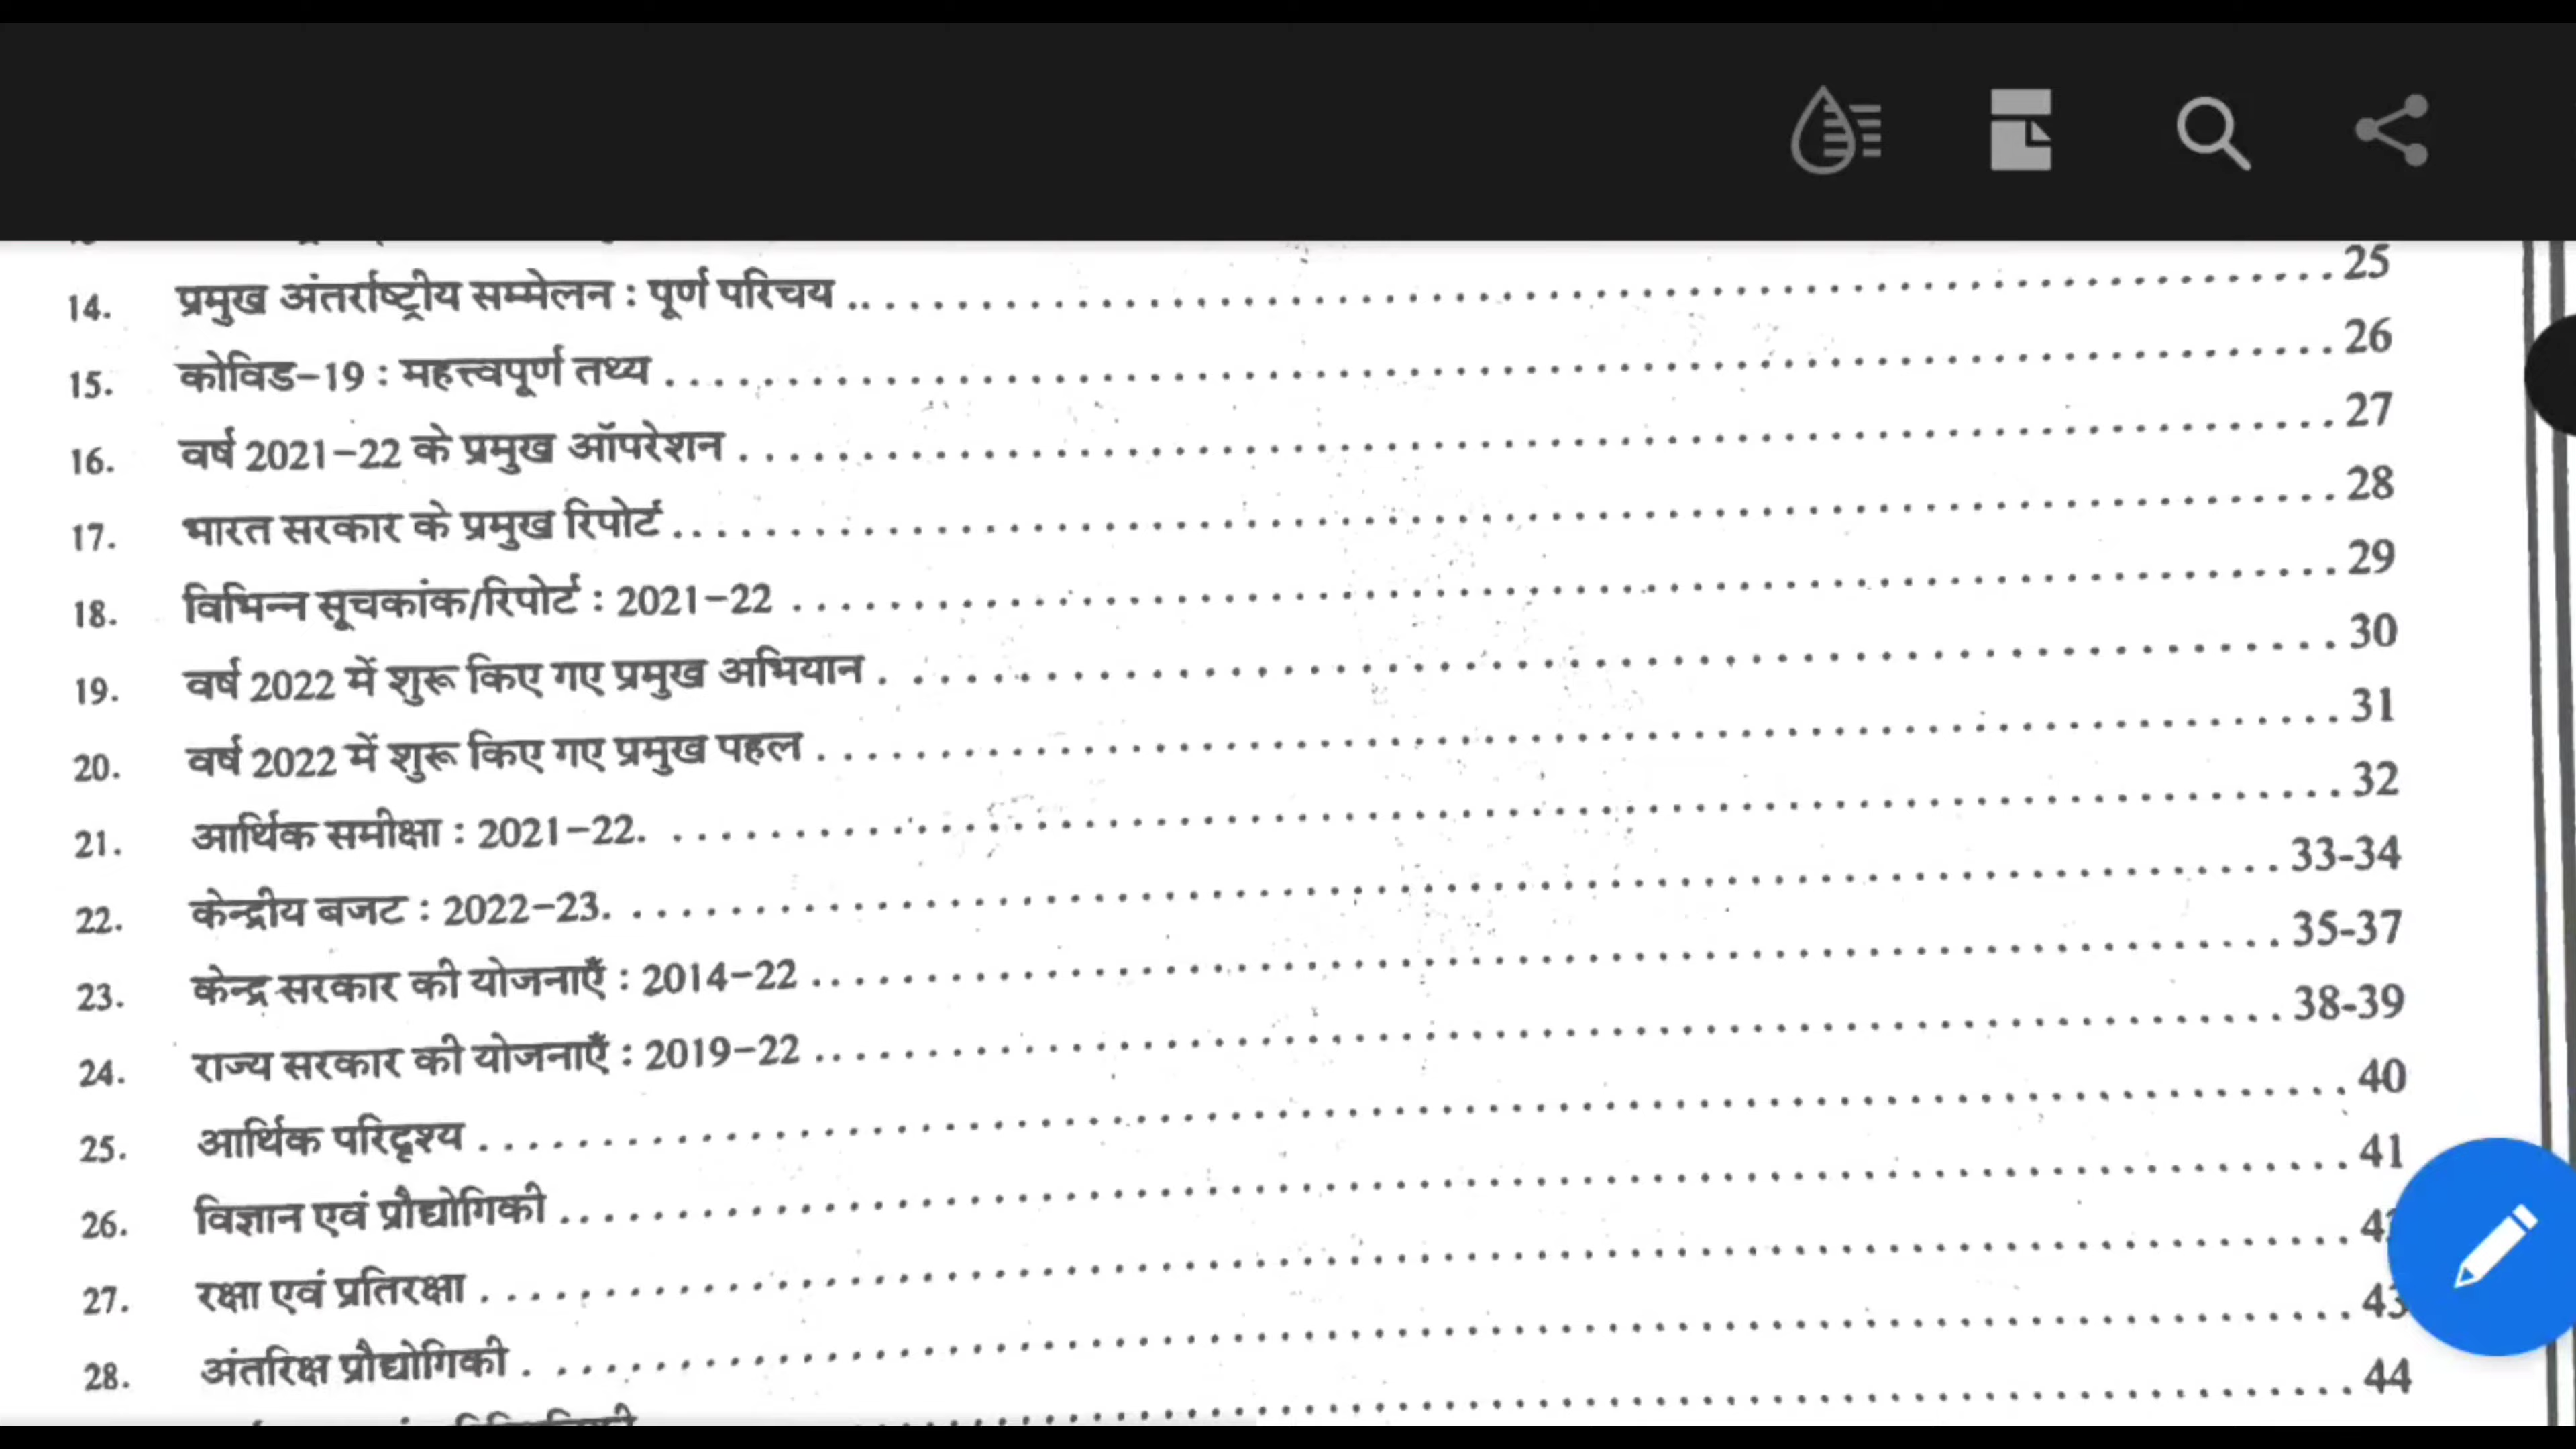 14. प्रमुख अंतर्राष्ट्रीय सम्मेलन : पूर्ण परिचय 25
15. कोविड-19 : महत्त्वपूर्ण तथ्य 26
16. वर्ष 2021-22 के प्रमुख ऑपरेशन 27
17. भारत सरकार के प्रमुख रिपोर्ट 28
18. विभिन्न सूचकांक/रिपोर्ट : 2021-22 29
19. वर्ष 2022 में शुरू किए गए प्रमुख अभियान 30
20. वर्ष 2022 में शुरू किए गए प्रमुख पहल 31
21. आर्थिक समीक्षा : 2021-22. 32
22. केन्द्रीय बजट : 2022-23. 33-34
23. केन्द्र सरकार की योजनाएँ : 2014-22 35-37
24. राज्य सरकार की योजनाएँ : 2019-22 38-39
25. आर्थिक परिदृश्य 40
26. विज्ञान एवं प्रौद्योगिकी 41
27. रक्षा एवं प्रतिरक्षा
28. अंतरिक्ष प्रौद्योगिकी 43
44